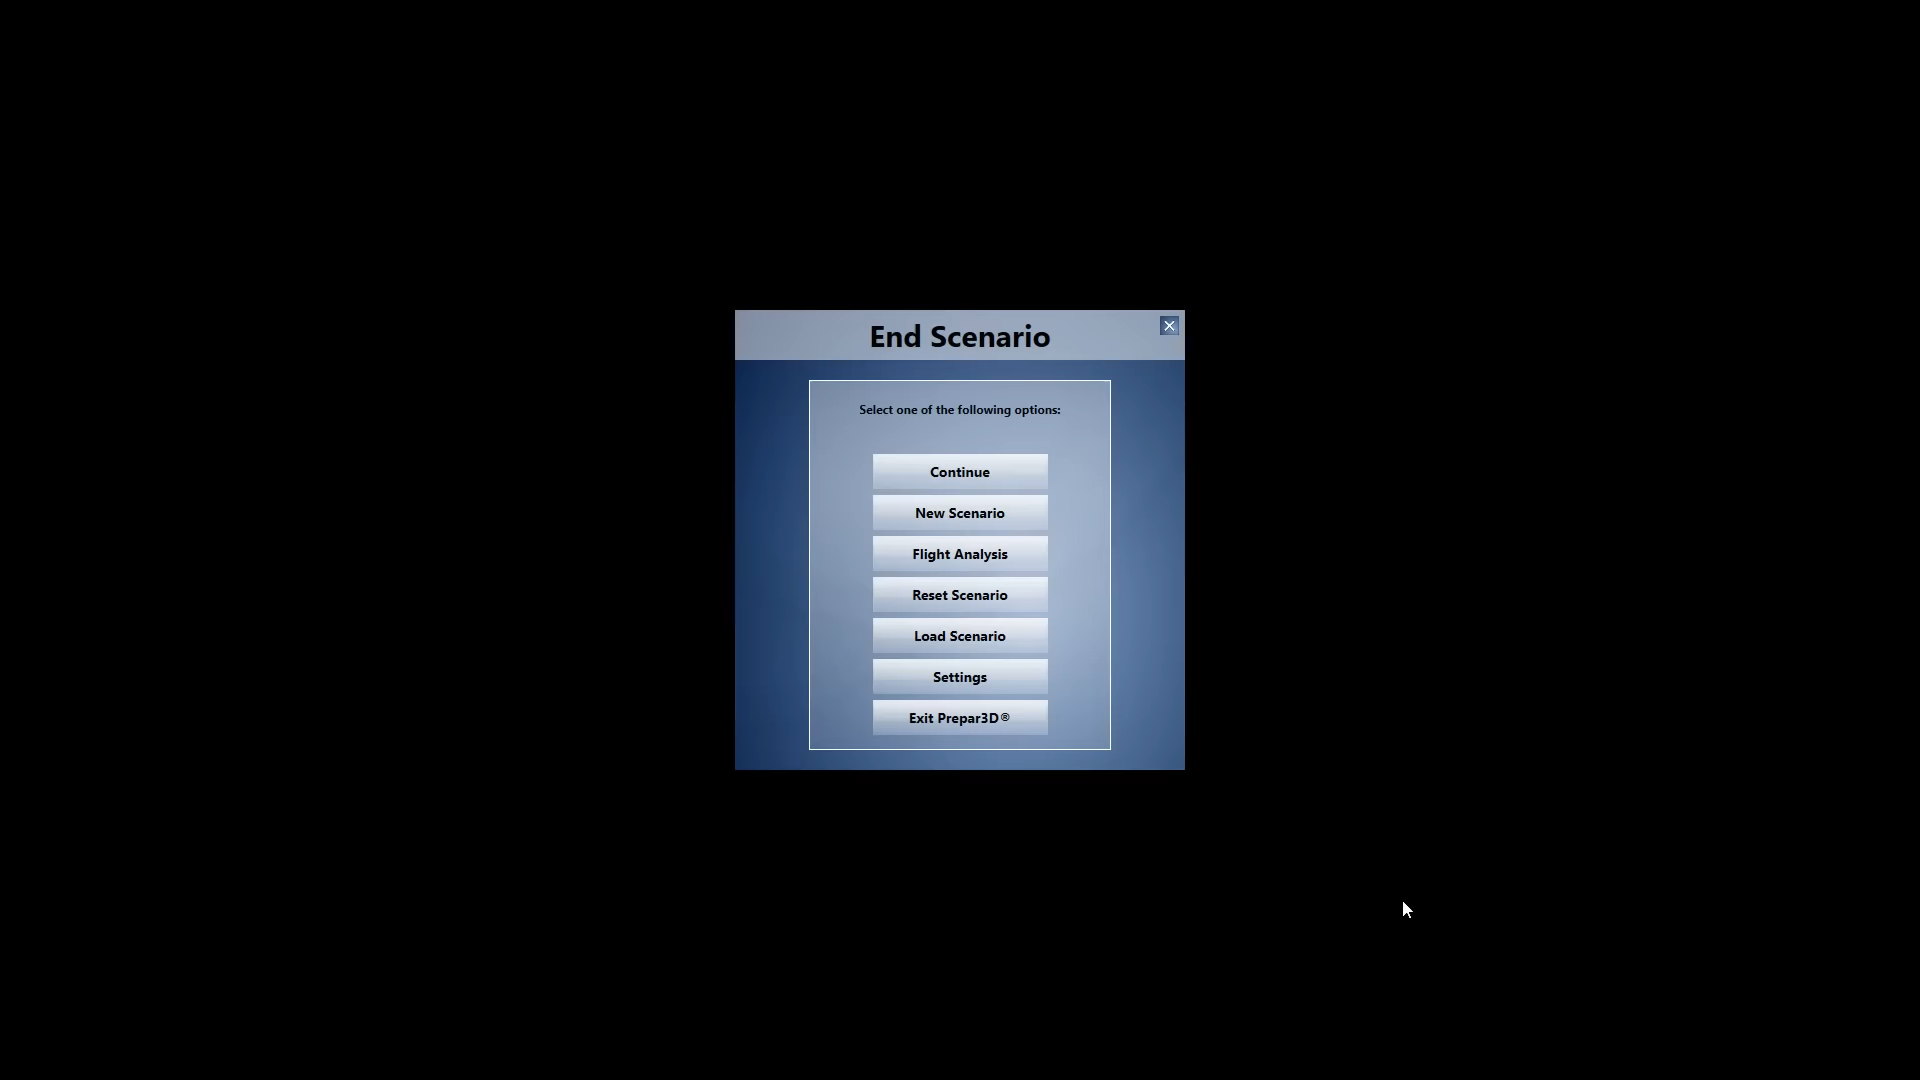 End Scenario
Select one of the following options:
Continue
New Scenario
Flight Analysis
Reset Scenario
Load Scenario
Settings
Exit Prepar3D®